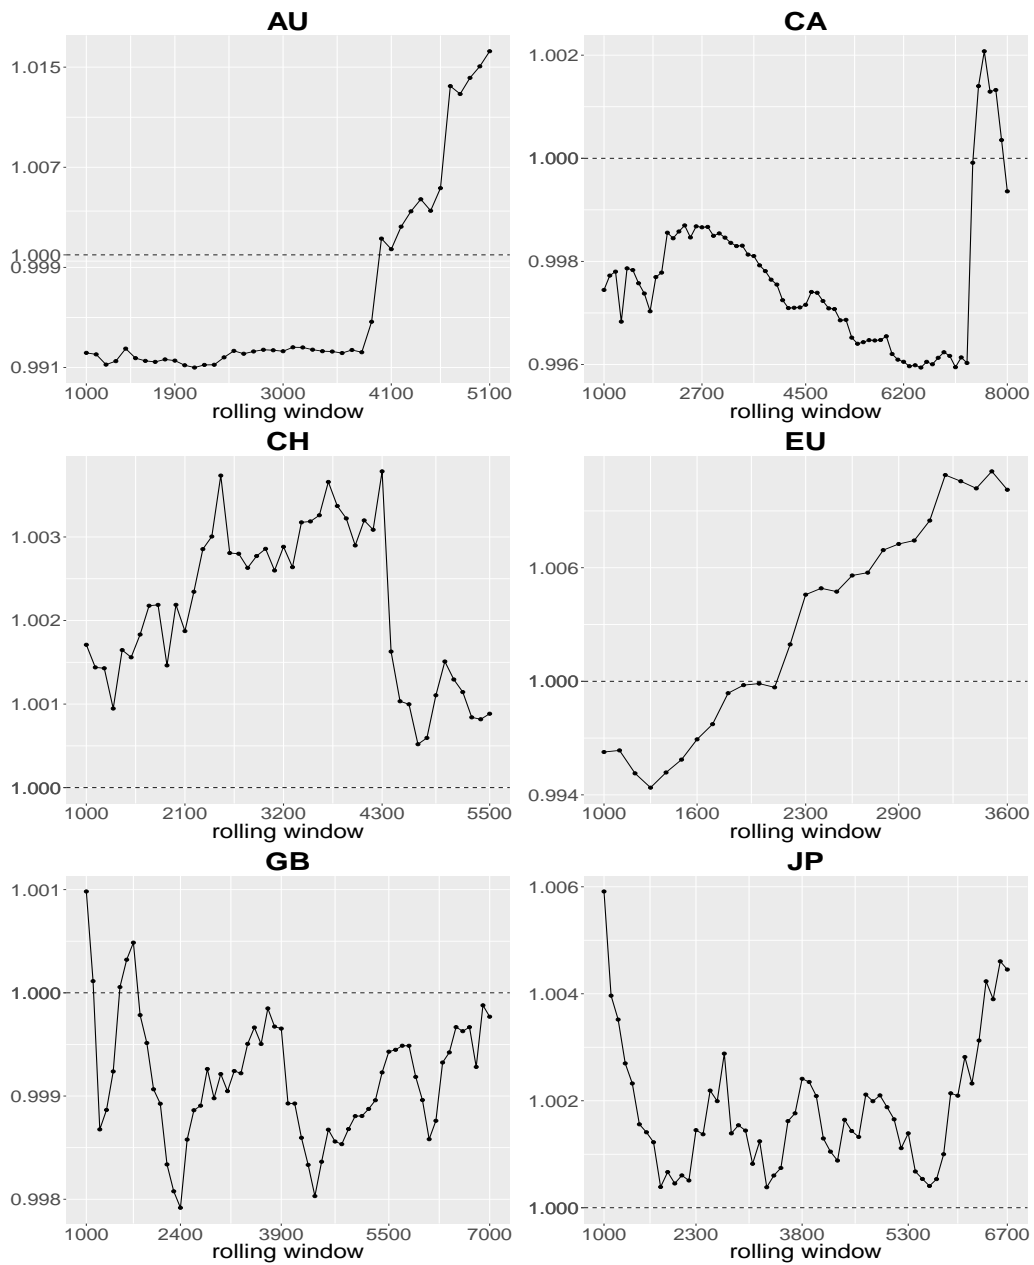 AU
1.015
1.007
1.000
0.999
0.991
1000 1900 3000 4100 5100
rolling window
CA
1.002
1.000
0.998
0.996
1000 2700 4500 6200 8000
rolling window
CH
1.003
1.002
1.001
1.000
1000 2100 3200 4300 5500
rolling window
EU
1.006
1.000
0.994
1000 1600 2300 2900 3600
rolling window
GB
1.001
1.000
0.999
0.998
1000 2400 3900 5500 7000
rolling window
JP
1.006
1.004
1.002
1.000
1000 2300 3800 5300 6700
rolling window